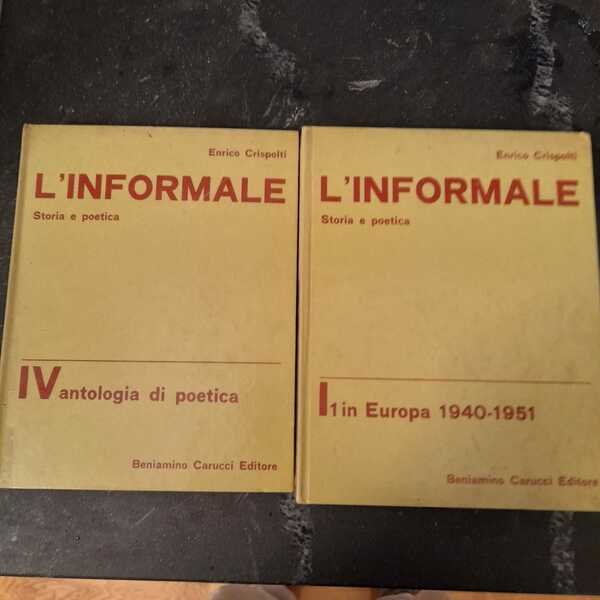 Enrico Crispolti
L'INFORMALE
Storia e poetica
IV antologia di poetica
Beniamino Carucci Editore
Enrico Crispolti
L'INFORMALE
Storia e poetica
I 1 in Europa 1940-1951
Beniamino Carucci Editore